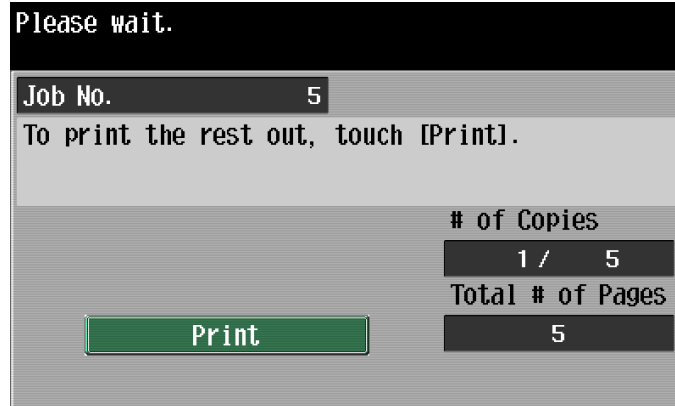 Please wait.
Job No. 5
To print the rest out, touch [Print].
# of Copies
1 / 5
Total # of Pages
Print
5